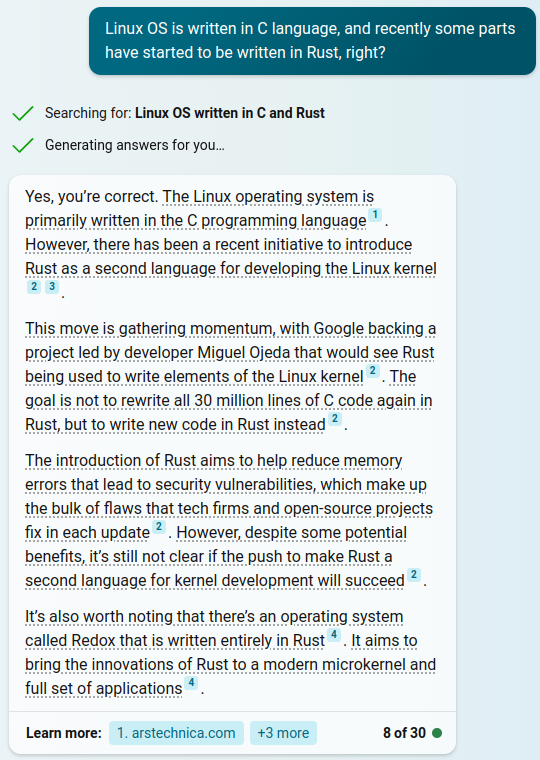 Linux OS is written in C language, and recently some parts
have started to be written in Rust, right?
Searching for: Linux OS written in C and Rust
Generating answers for you…
Yes, you’re correct. The Linux operating system is
primarily written in the C programming language 1 .
However, there has been a recent initiative to introduce
Rust as a second language for developing the Linux kernel
2 3 .
This move is gathering momentum, with Google backing a
project led by developer Miguel Ojeda that would see Rust
being used to write elements of the Linux kernel 2 . The
goal is not to rewrite all 30 million lines of C code again in
Rust, but to write new code in Rust instead 2 .
The introduction of Rust aims to help reduce memory
errors that lead to security vulnerabilities, which make up
the bulk of flaws that tech firms and open-source projects
fix in each update 2 . However, despite some potential
benefits, it’s still not clear if the push to make Rust a
second language for kernel development will succeed 2 .
It’s also worth noting that there’s an operating system
called Redox that is written entirely in Rust 4 . It aims to
bring the innovations of Rust to a modern microkernel and
full set of applications 4 .
Learn more: 1. arstechnica.com +3 more 8 of 30